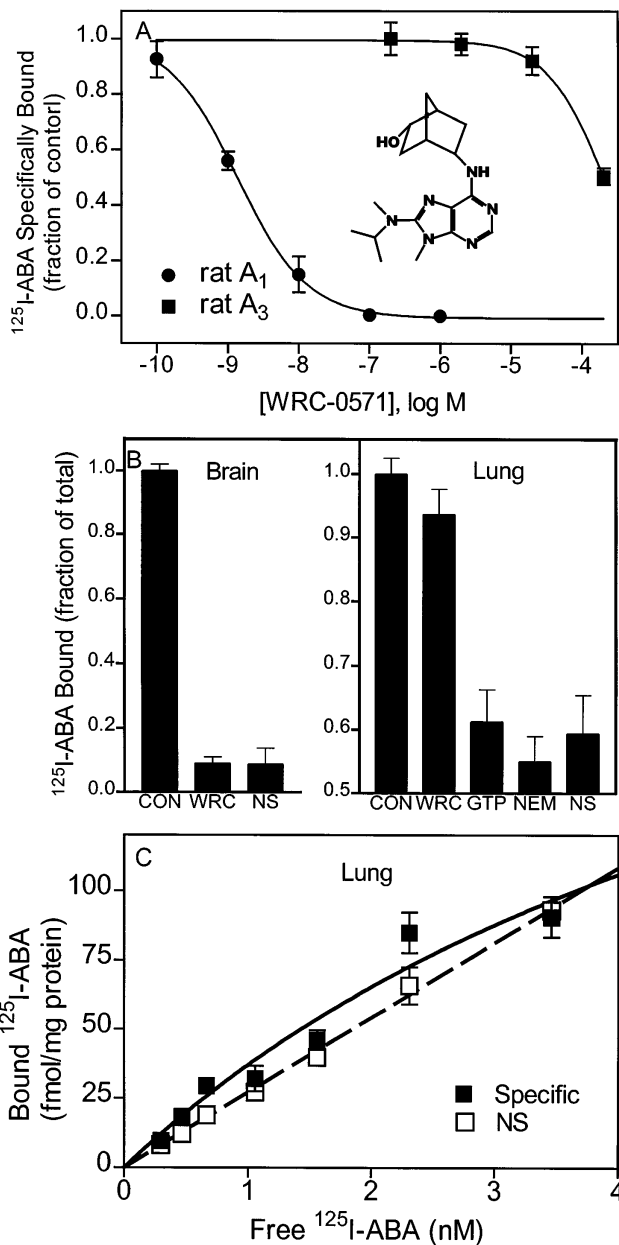 A
¹²⁵I-ABA Specifically Bound
(fraction of contorl)
1.0
0.8
0.6
0.4
0.2
0.0
HO
NH
N
N
N
N
N
rat A₁
rat A₃
-10 -9 -8 -7 -6 -5 -4
[WRC-0571], log M
B
¹²⁵I-ABA Bound (fraction of total)
Brain
1.0
0.8
0.6
0.4
0.2
0.0
CON WRC NS
Lung
1.0
0.9
0.8
0.7
0.6
0.5
CON WRC GTP NEM NS
C
Lung
Bound ¹²⁵I-ABA
(fmol/mg protein)
100
75
50
25
0
Specific
NS
0 1 2 3 4
Free ¹²⁵I-ABA (nM)